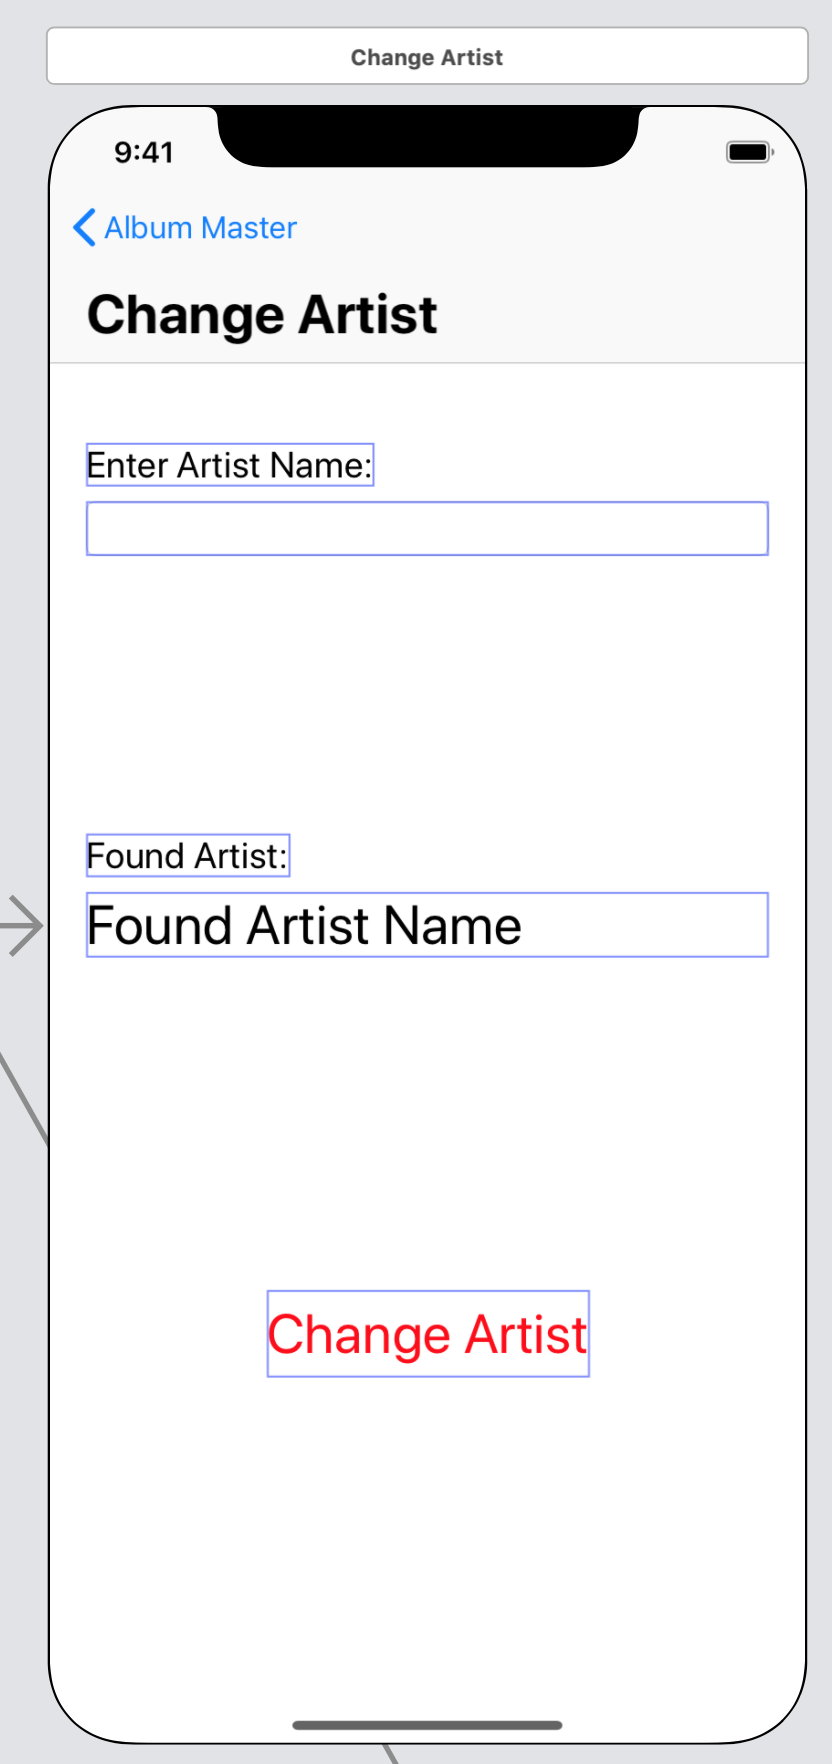 Change Artist
9:41
Album Master
Change Artist
Enter Artist Name:
Found Artist:
Found Artist Name
Change Artist